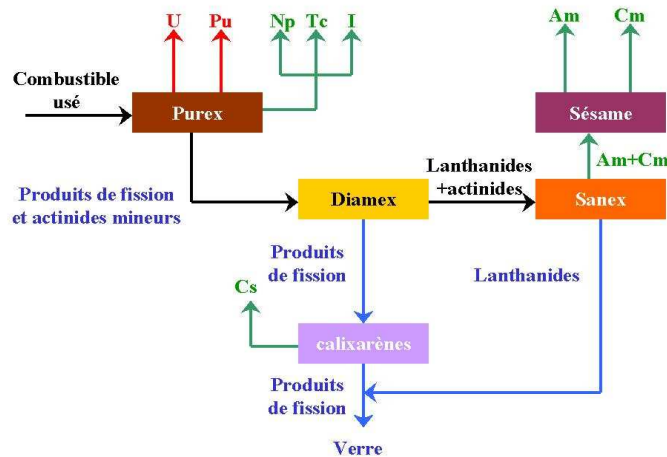 U Pu Np Tc I
Am Cm
Combustible
usé
Purex
Sésame
Am+Cm
Lanthanides
+actinides
Produits de fission
et actinides mineurs
Diamex
Sanex
Produits
de fission
Lanthanides
Cs
calixarènes
Produits
de fission
Verre